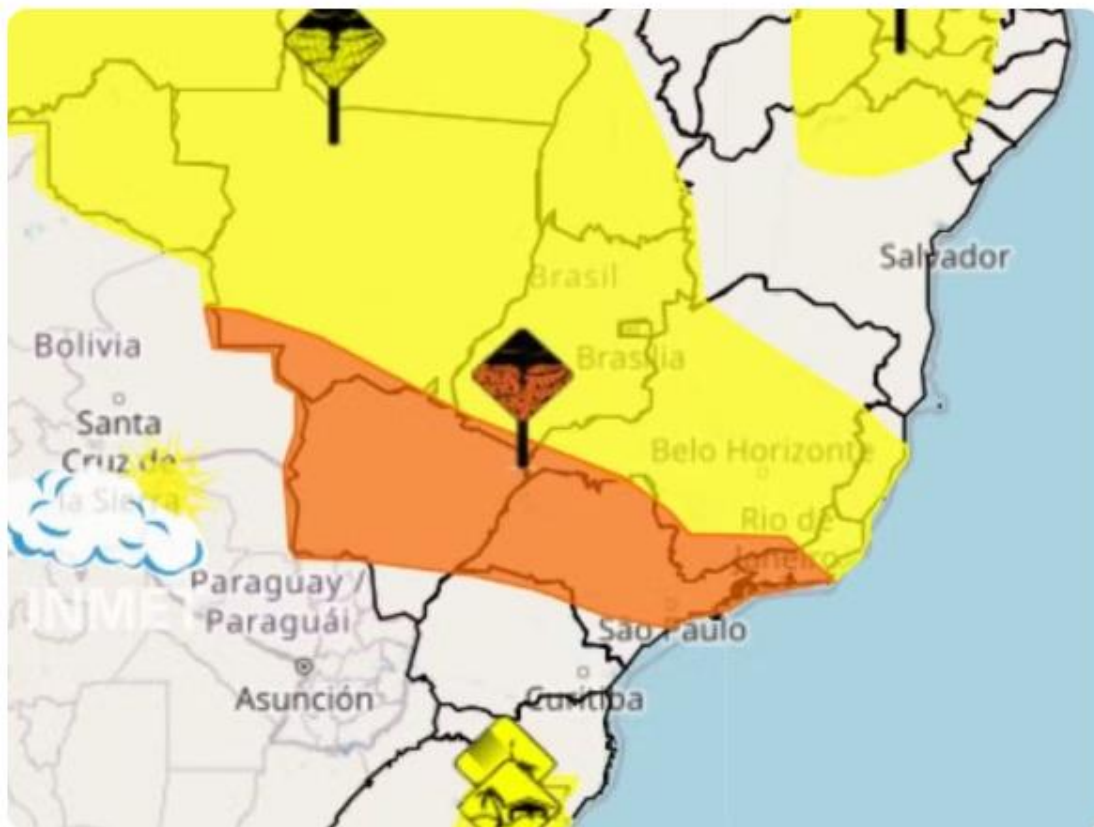 Salvador
Brasil
Bolivia
Brasília
Santa
Cruz de
la Sierra
Belo Horizonte
Rio de
Janeiro
INMET
Paraguay /
Paraguái
São Paulo
Asunción
Curitiba